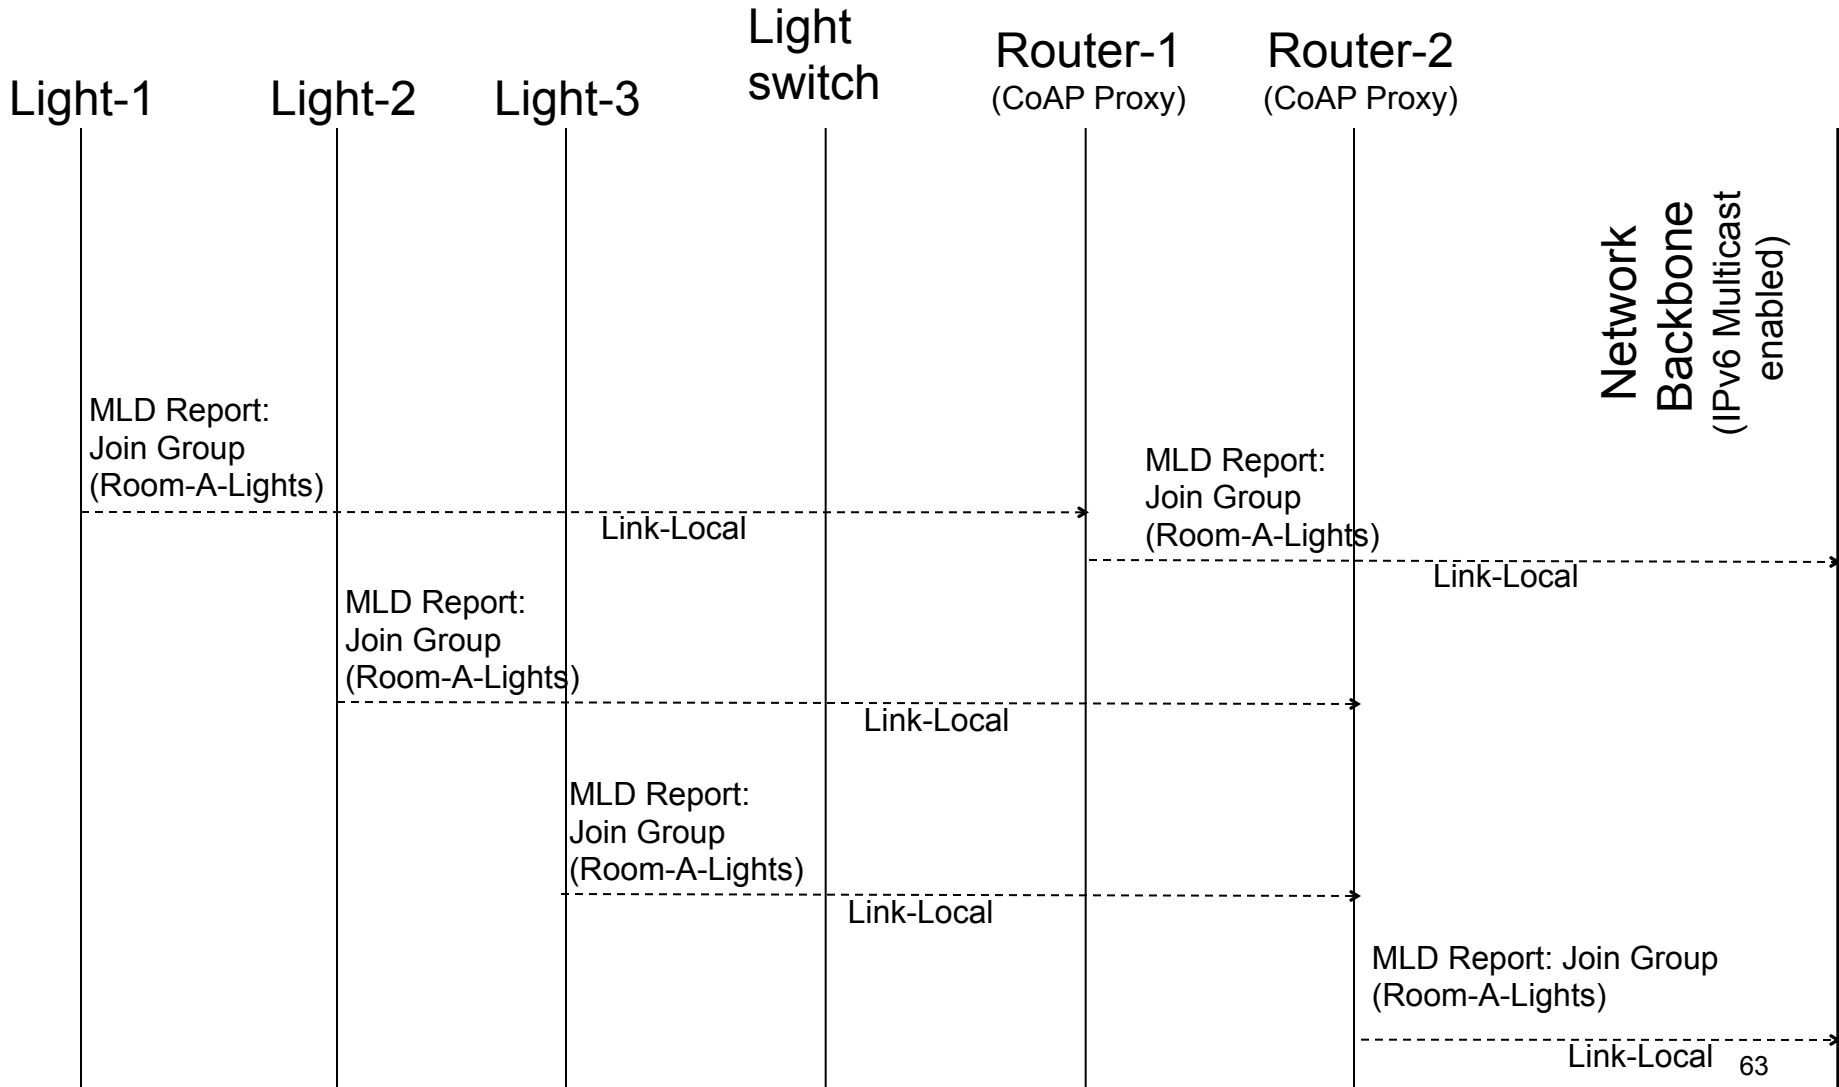 Light
switch
Router-1
(CoAP Proxy)
Router-2
(CoAP Proxy)
Light-1
Light-2
Light-3
Network
Backbone
(IPv6 Multicast
enabled)
MLD Report:
Join Group
(Room-A-Lights)
Link-Local
MLD Report:
Join Group
(Room-A-Lights)
Link-Local
MLD Report:
Join Group
(Room-A-Lights)
Link-Local
MLD Report:
Join Group
(Room-A-Lights)
Link-Local
MLD Report: Join Group
(Room-A-Lights)
Link-Local
63